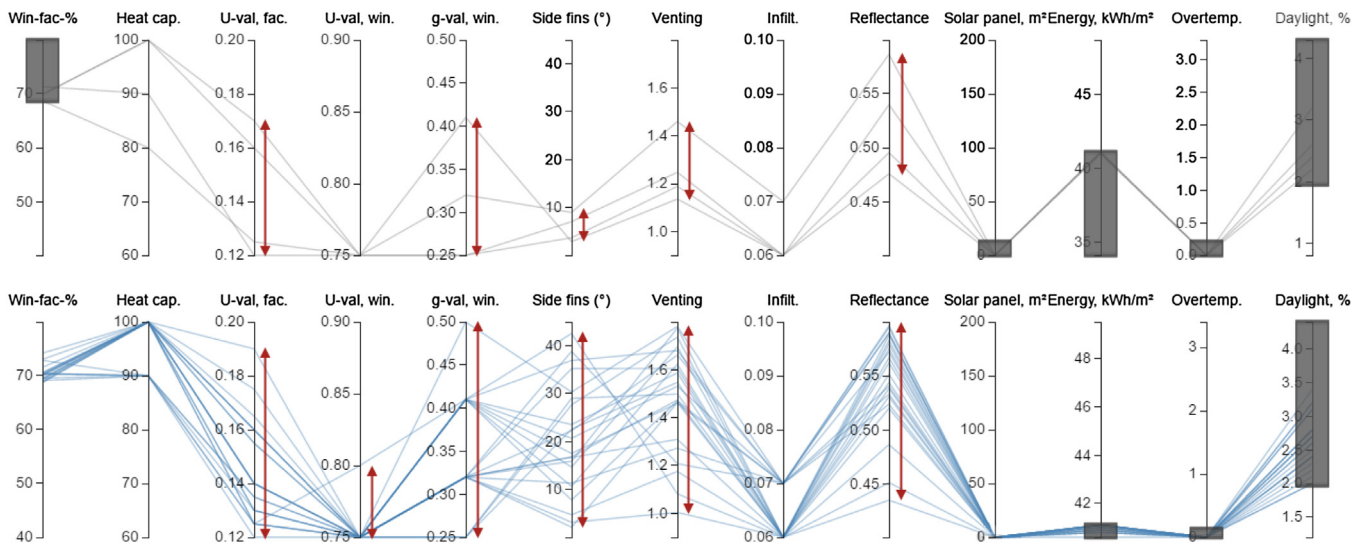 Win-fac-% Heat cap. U-val, fac. U-val, win. g-val, win. Side fins (°) Venting Infilt. Reflectance Solar panel, m² Energy, kWh/m² Overtemp. Daylight, %
100 0.20 0.90 0.50 0.10 200
3.0 4
40 45
70 90 0.18 0.85 0.45 1.6 0.09 0.55 150 2.5
30 1.4 3
60 80 0.16 0.40 0.08 0.50 100 40 2.0
1.5
0.80 0.35 20 1.2 2
50 70 0.14 0.30 10 0.07 0.45 50 1.0
1.0 0.5 1
60 0.12 0.75 0.25 0.06 0 35 0.0
Win-fac-% Heat cap. U-val, fac. U-val, win. g-val, win. Side fins (°) Venting Infilt. Reflectance Solar panel, m² Energy, kWh/m² Overtemp. Daylight, %
100 0.20 0.90 0.50 0.10 200
40 48 3 4.0
70 90 0.18 0.85 0.45 1.6 0.09 0.55 150 3.5
30 46
60 80 0.16 0.40 1.4 0.08 0.50 100 2 3.0
20 44 2.5
0.80 0.35 1.2
50 70 0.14 0.30 10 0.07 0.45 50 1 2.0
1.0 42 1.5
40 60 0.12 0.75 0.25 0.06 0 0